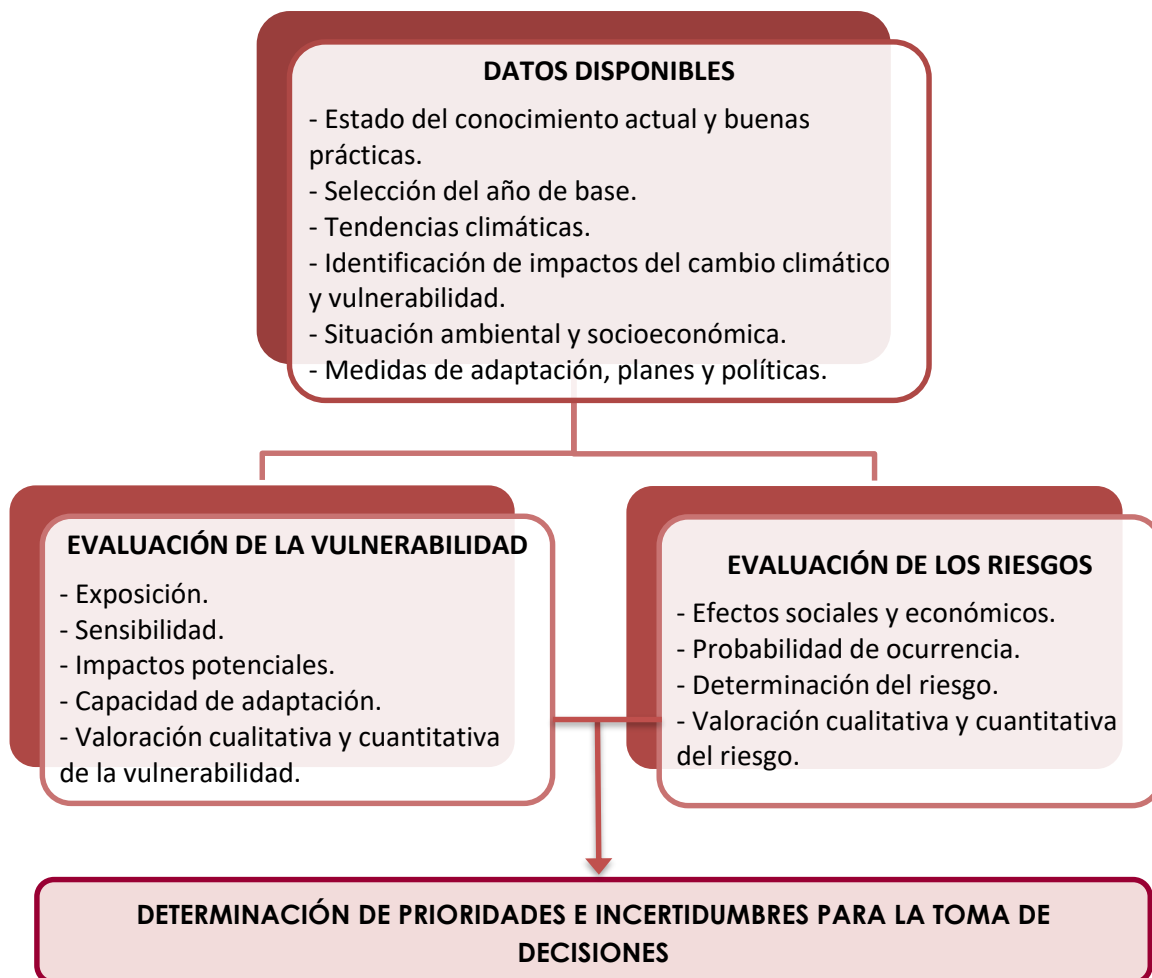 DATOS DISPONIBLES
- Estado del conocimiento actual y buenas
prácticas.
- Selección del año de base.
- Tendencias climáticas.
- Identificación de impactos del cambio climático
y vulnerabilidad.
- Situación ambiental y socioeconómica.
- Medidas de adaptación, planes y políticas.
EVALUACIÓN DE LA VULNERABILIDAD
- Exposición.
- Sensibilidad.
- Impactos potenciales.
- Capacidad de adaptación.
- Valoración cualitativa y cuantitativa
de la vulnerabilidad.
EVALUACIÓN DE LOS RIESGOS
- Efectos sociales y económicos.
- Probabilidad de ocurrencia.
- Determinación del riesgo.
- Valoración cualitativa y cuantitativa
del riesgo.
DETERMINACIÓN DE PRIORIDADES E INCERTIDUMBRES PARA LA TOMA DE
DECISIONES